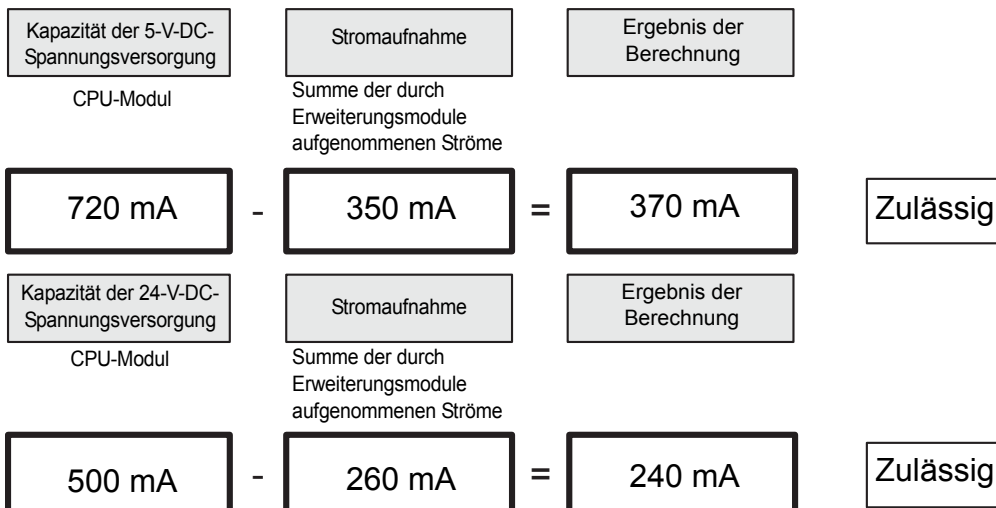 Kapazität der 5-V-DC-
Spannungsversorgung
Stromaufnahme
Ergebnis der
Berechnung
CPU-Modul
Summe der durch
Erweiterungsmodule
aufgenommenen Ströme
720 mA - 350 mA = 370 mA Zulässig
Kapazität der 24-V-DC-
Spannungsversorgung
Stromaufnahme
Ergebnis der
Berechnung
CPU-Modul
Summe der durch
Erweiterungsmodule
aufgenommenen Ströme
500 mA - 260 mA = 240 mA Zulässig